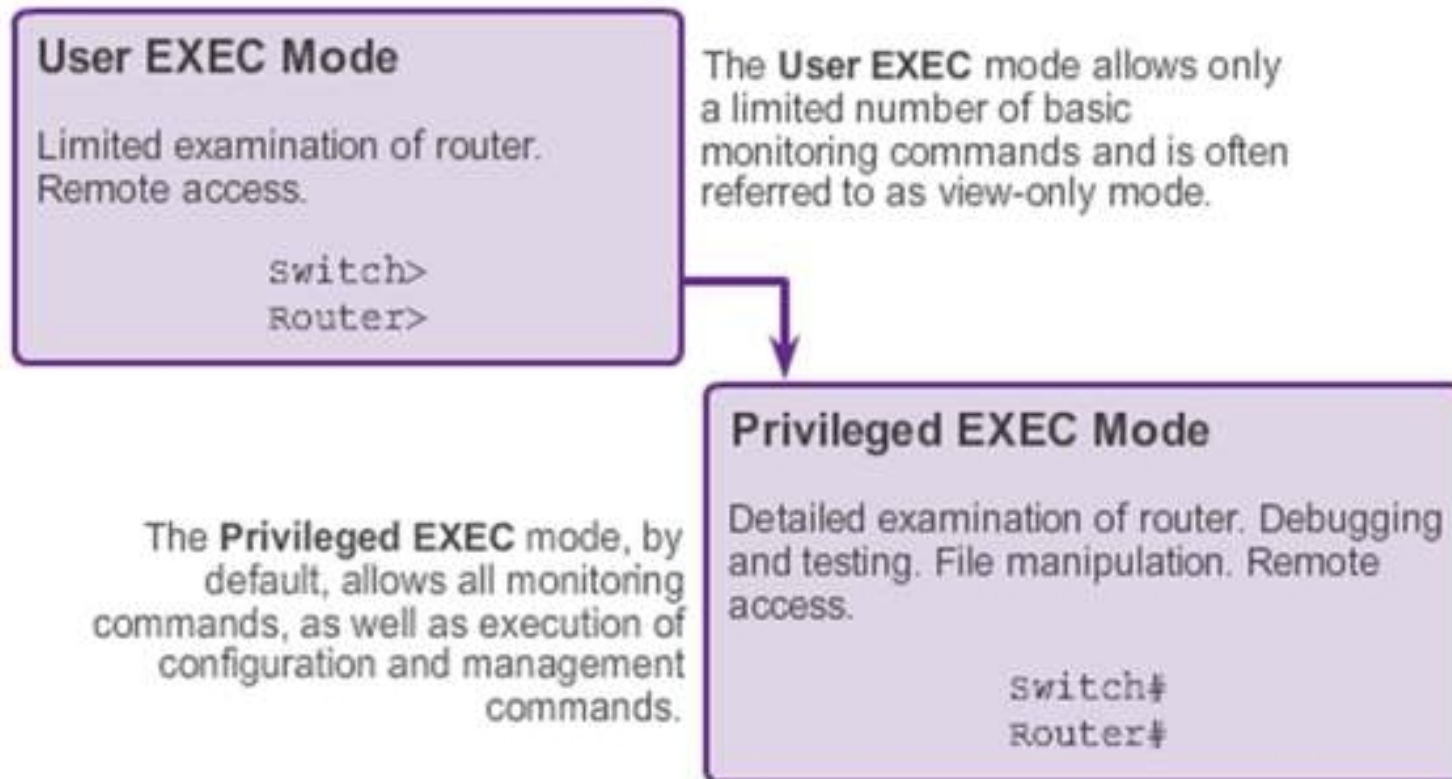 User EXEC Mode
Limited examination of router.
Remote access.
Switch>
Router>
The User EXEC mode allows only
a limited number of basic
monitoring commands and is often
referred to as view-only mode.
Privileged EXEC Mode
Detailed examination of router. Debugging
and testing. File manipulation. Remote
access.
Switch#
Router#
The Privileged EXEC mode, by
default, allows all monitoring
commands, as well as execution of
configuration and management
commands.